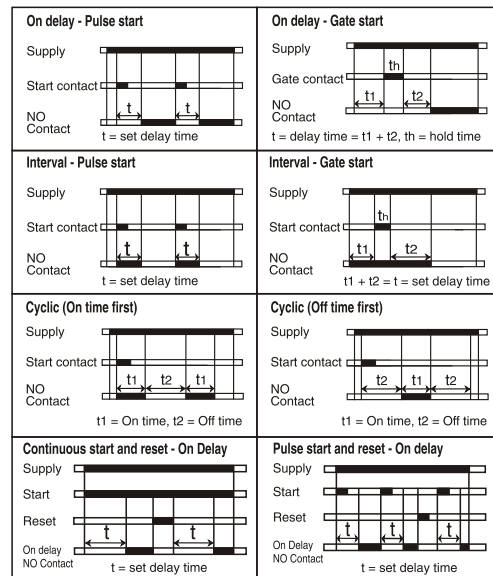 On delay - Pulse start
Supply
Start contact
t
t
NO
Contact
t = set delay time
On delay - Gate start
Supply
th
Gate contact
t1
t2
NO
Contact
t = delay time = t1 + t2, th = hold time
Interval - Pulse start
Supply
Start contact
t
t
NO
Contact
t = set delay time
Interval - Gate start
Supply
th
Start contact
t1
t2
NO
Contact
t1 + t2 = t = set delay time
Cyclic (On time first)
Supply
Start contact
t1
t2
t1
NO
Contact
t1 = On time, t2 = Off time
Cyclic (Off time first)
Supply
Start contact
t2
t1
t2
NO
Contact
t1 = On time, t2 = Off time
Continuous start and reset - On Delay
Supply
Start
Reset
t
t
On delay
NO Contact
t = set delay time
Pulse start and reset - On delay
Supply
Start
Reset
t
t
t
On Delay
NO Contact
t = set delay time